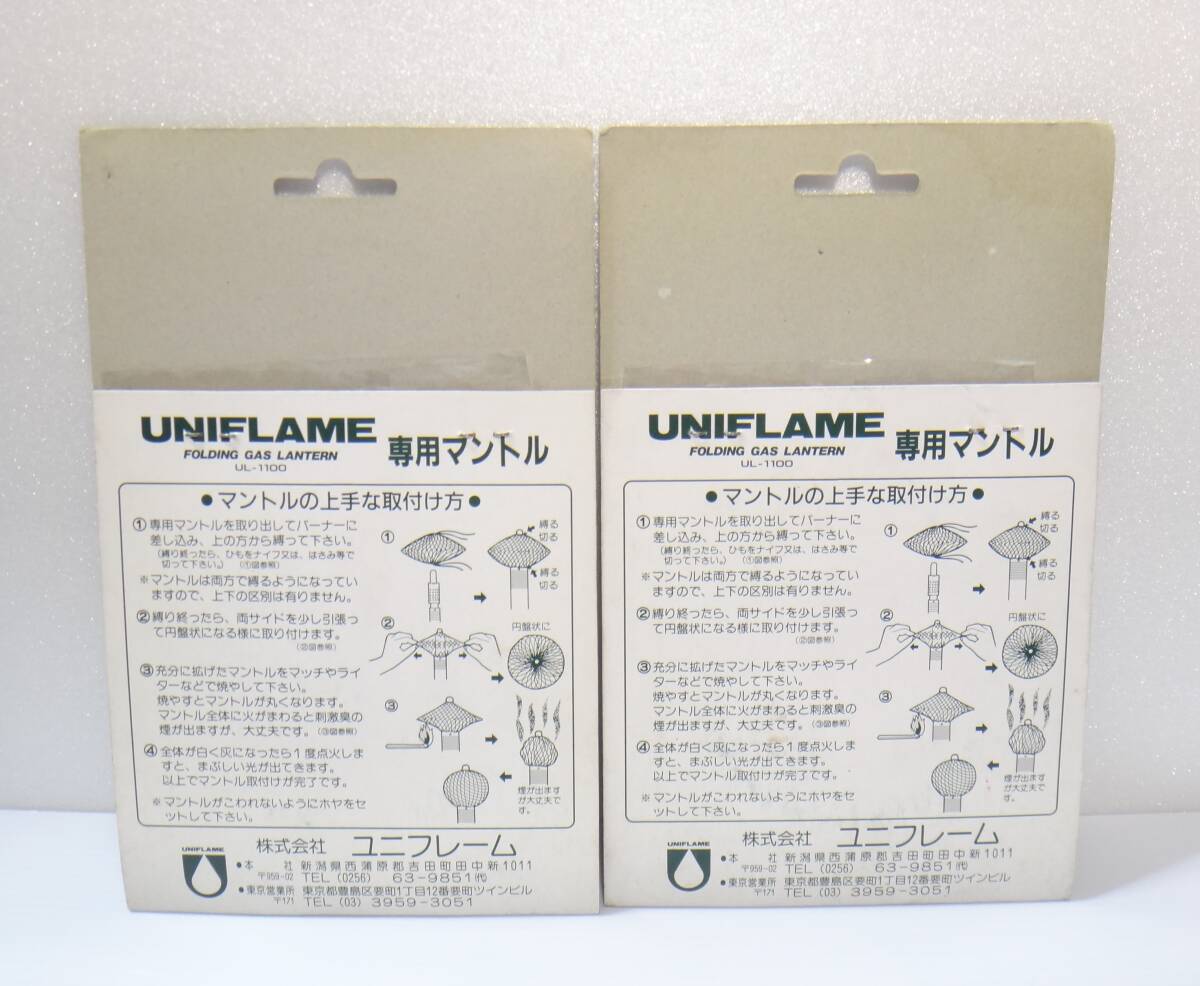 UNIFLAME
FOLDING GAS LANTERN
UL-1100
専用マントル
●マントルの上手な取付け方●
①専用マントルを取り出してバーナーに
差し込み、上の方から縛って下さい。
(縛り終ったら、ひもをナイフ又は、はさみ等で
切って下さい。) (①図参照)
※マントルは両方で縛るようになってい
ますので、上下の区別は有りません。
②縛り終ったら、両サイドを少し引張っ
て円盤状になる様に取り付けます。
(②図参照)
③充分に拡げたマントルをマッチやライ
ターなどで焼やして下さい。
焼やすとマントルが丸くなります。
マントル全体に火がまわると刺激臭の
煙が出ますが、大丈夫です。(③図参照)
④全体が白く灰になったら1度点火しま
すと、まぶしい光が出てきます。
以上でマントル取付けが完了です。
※マントルがこわれないようにホヤをセ
ットして下さい。
①
縛る
切る
縛る
切る
②
円盤状に
③
煙が出ます
が大丈夫で
す。
UNIFLAME
株式会社 ユニフレーム
●本 社 新潟県西蒲原郡吉田町田中新1011
〒959-02 TEL (0256) 63-9851㈹
●東京営業所 東京都豊島区要町1丁目12番要町ツインビル
〒171 TEL (03) 3959-3051
UNIFLAME
FOLDING GAS LANTERN
UL-1100
専用マントル
●マントルの上手な取付け方●
①専用マントルを取り出してバーナーに
差し込み、上の方から縛って下さい。
(縛り終ったら、ひもをナイフ又は、はさみ等で
切って下さい。) (①図参照)
※マントルは両方で縛るようになってい
ますので、上下の区別は有りません。
②縛り終ったら、両サイドを少し引張っ
て円盤状になる様に取り付けます。
(②図参照)
③充分に拡げたマントルをマッチやライ
ターなどで焼やして下さい。
焼やすとマントルが丸くなります。
マントル全体に火がまわると刺激臭の
煙が出ますが、大丈夫です。(③図参照)
④全体が白く灰になったら1度点火しま
すと、まぶしい光が出てきます。
以上でマントル取付けが完了です。
※マントルがこわれないようにホヤをセ
ットして下さい。
①
縛る
切る
縛る
切る
②
円盤状に
③
煙が出ます
が大丈夫で
す。
UNIFLAME
株式会社 ユニフレーム
●本 社 新潟県西蒲原郡吉田町田中新1011
〒959-02 TEL (0256) 63-9851㈹
●東京営業所 東京都豊島区要町1丁目12番要町ツインビル
〒171 TEL (03) 3959-3051